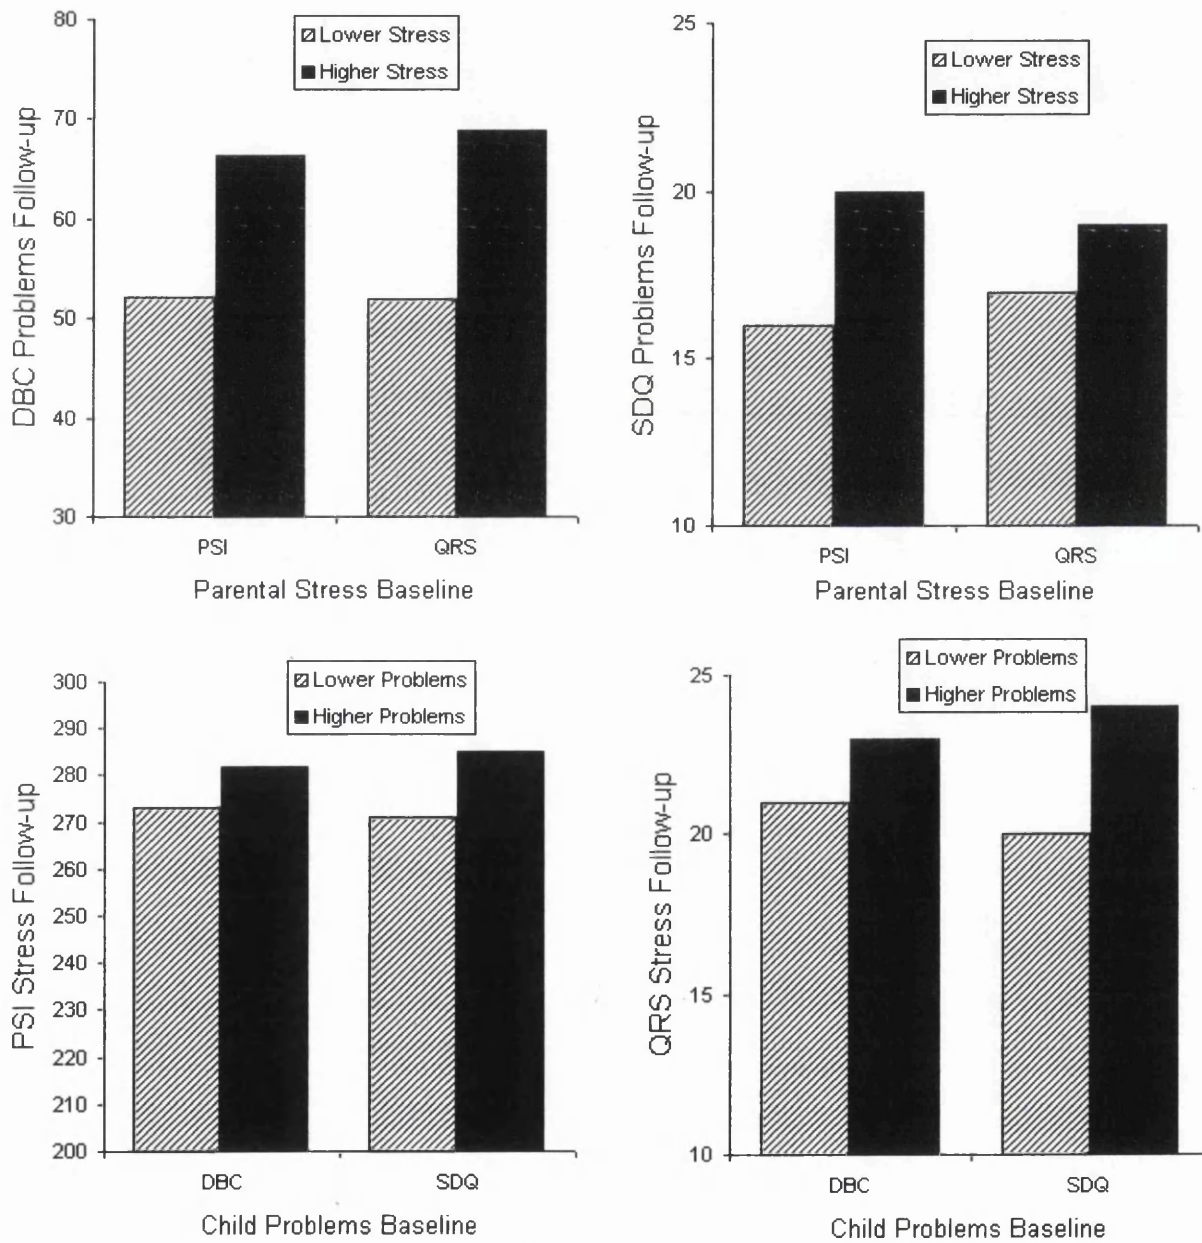 80
70
60
50
40
30
DBC Problems Follow-up
Lower Stress
Higher Stress
PSI QRS
Parental Stress Baseline
25
20
15
10
SDQ Problems Follow-up
Lower Stress
Higher Stress
PSI QRS
Parental Stress Baseline
300
290
280
270
260
250
240
230
220
210
200
PSI Stress Follow-up
Lower Problems
Higher Problems
DBC SDQ
Child Problems Baseline
25
20
15
10
QRS Stress Follow-up
Lower Problems
Higher Problems
DBC SDQ
Child Problems Baseline